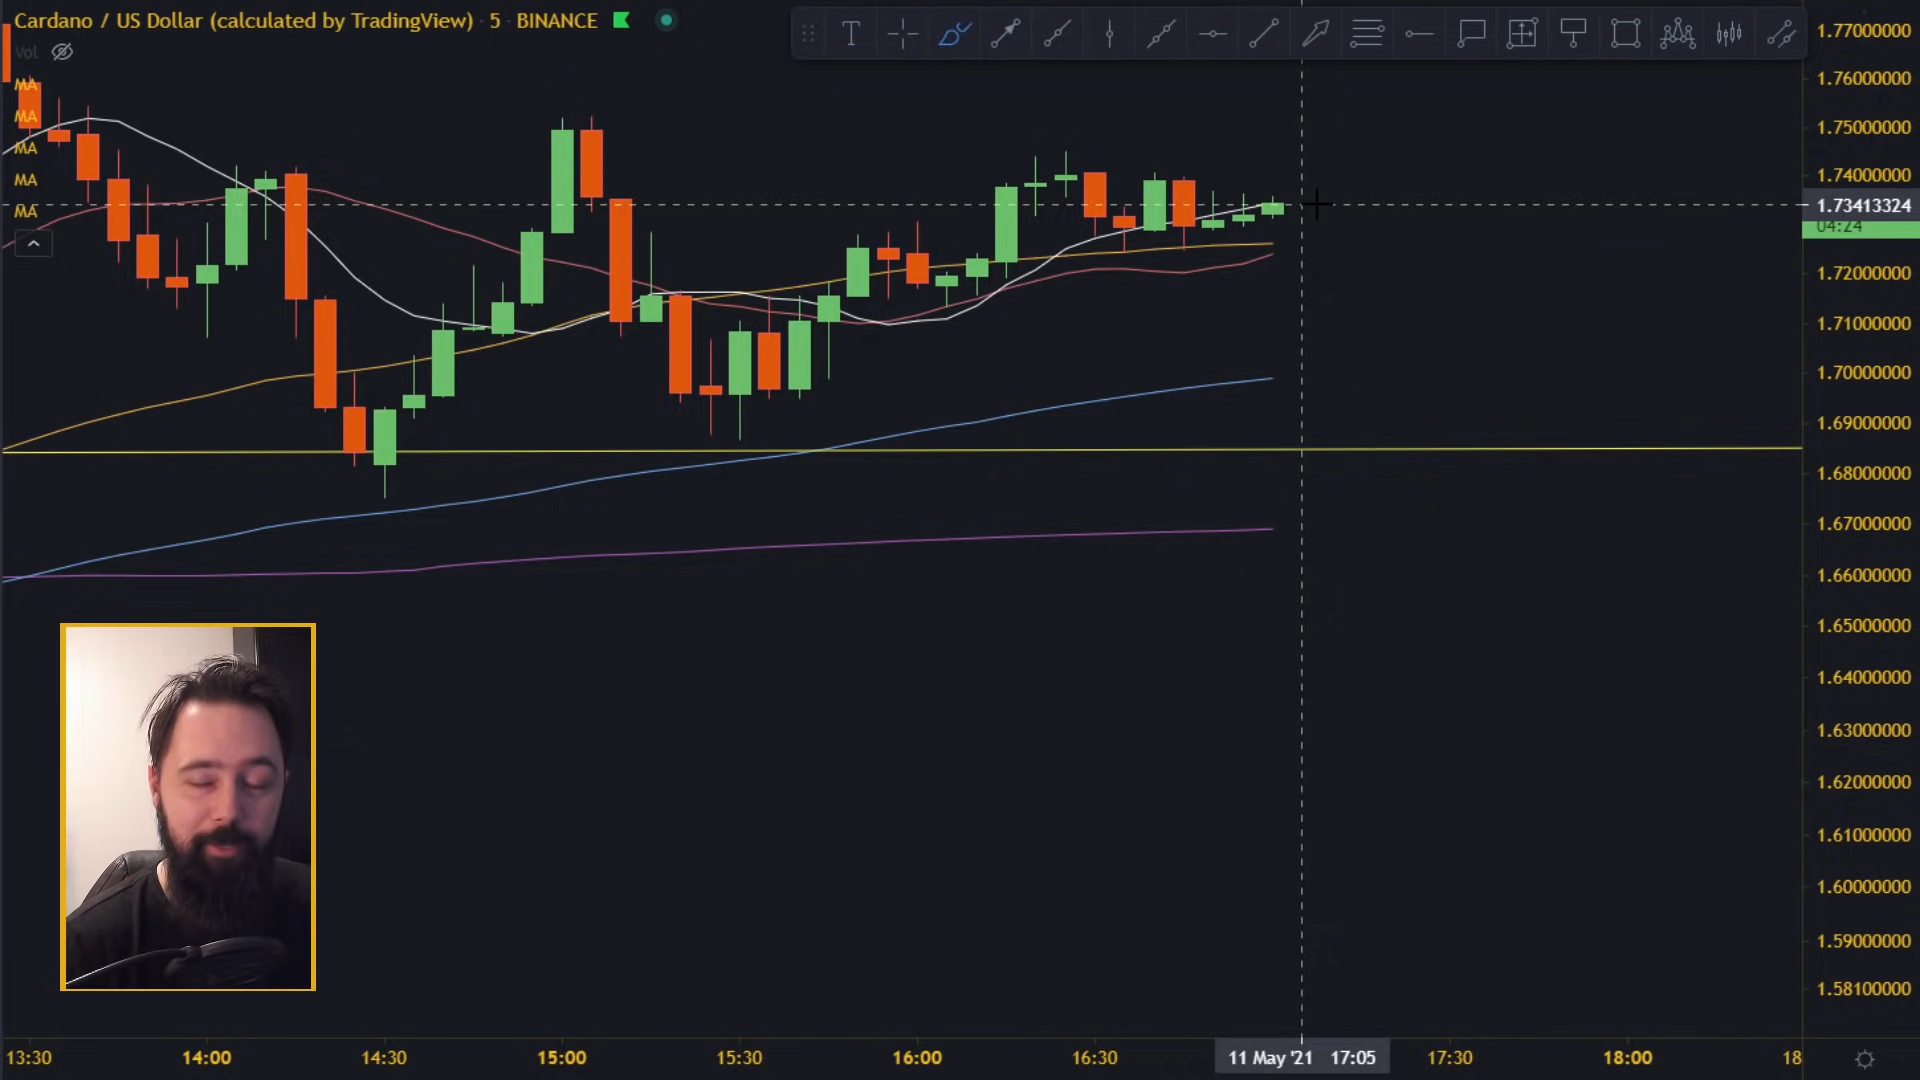 Cardano / US Dollar (calculated by TradingView) · 5 · BINANCE
Vol
MA
MA
MA
MA
MA
T
1.77000000
1.76000000
1.75000000
1.74000000
1.73413324
04:24
1.72000000
1.71000000
1.70000000
1.69000000
1.68000000
1.67000000
1.66000000
1.65000000
1.64000000
1.63000000
1.62000000
1.61000000
1.60000000
1.59000000
1.58100000
13:30 14:00 14:30 15:00 15:30 16:00 16:30 11 May '21 17:05 17:30 18:00 18